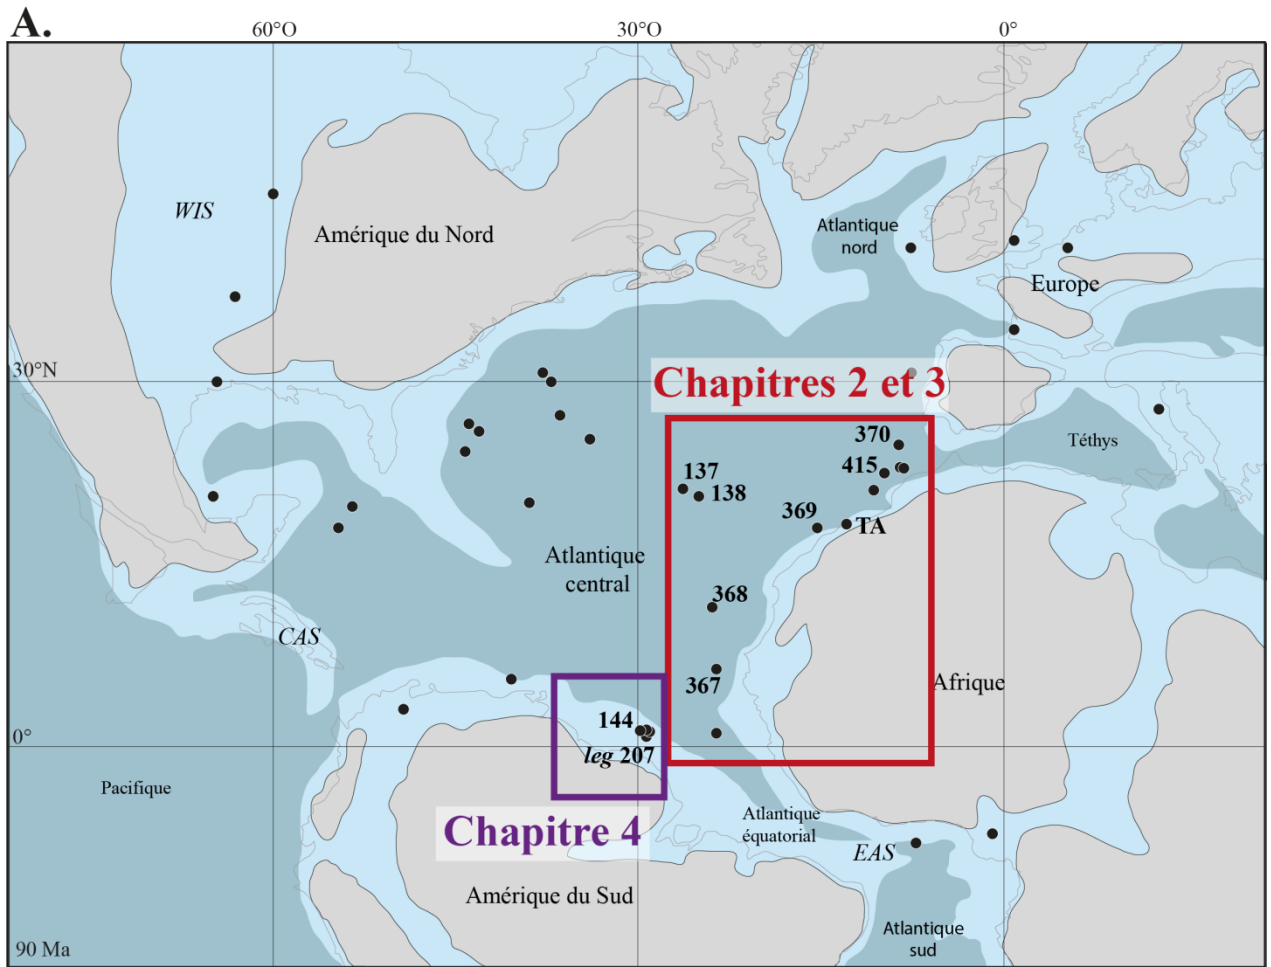 A.
60°O
30°O
0°
WIS
Amérique du Nord
Atlantique
nord
Europe
30°N
Chapitres 2 et 3
370
Téthys
415
137
138
369
TA
Atlantique
central
368
CAS
367
Afrique
144
0°
leg 207
Pacifique
Atlantique
équatorial
Chapitre 4
EAS
Amérique du Sud
Atlantique
sud
90 Ma